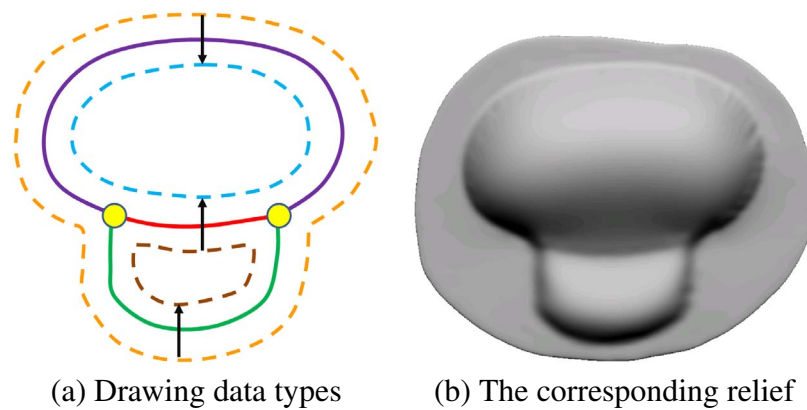 (a) Drawing data types
(b) The corresponding relief